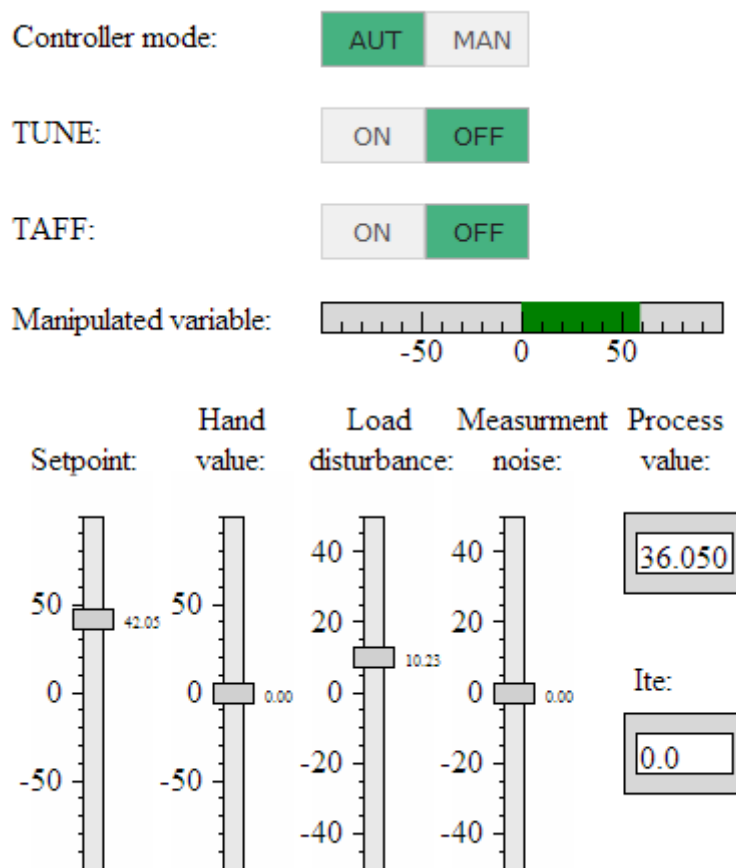 Controller mode: AUT MAN
TUNE: ON OFF
TAFF: ON OFF
Manipulated variable:
-50 0 50
Hand Load Measurment Process
Setpoint: value: disturbance: noise: value:
40 40
36.050
50 50
20 20
42.05
10.23
0 0 0 0
0.00 0.00
Ite:
-20 -20
0.0
-50 -50
-40 -40